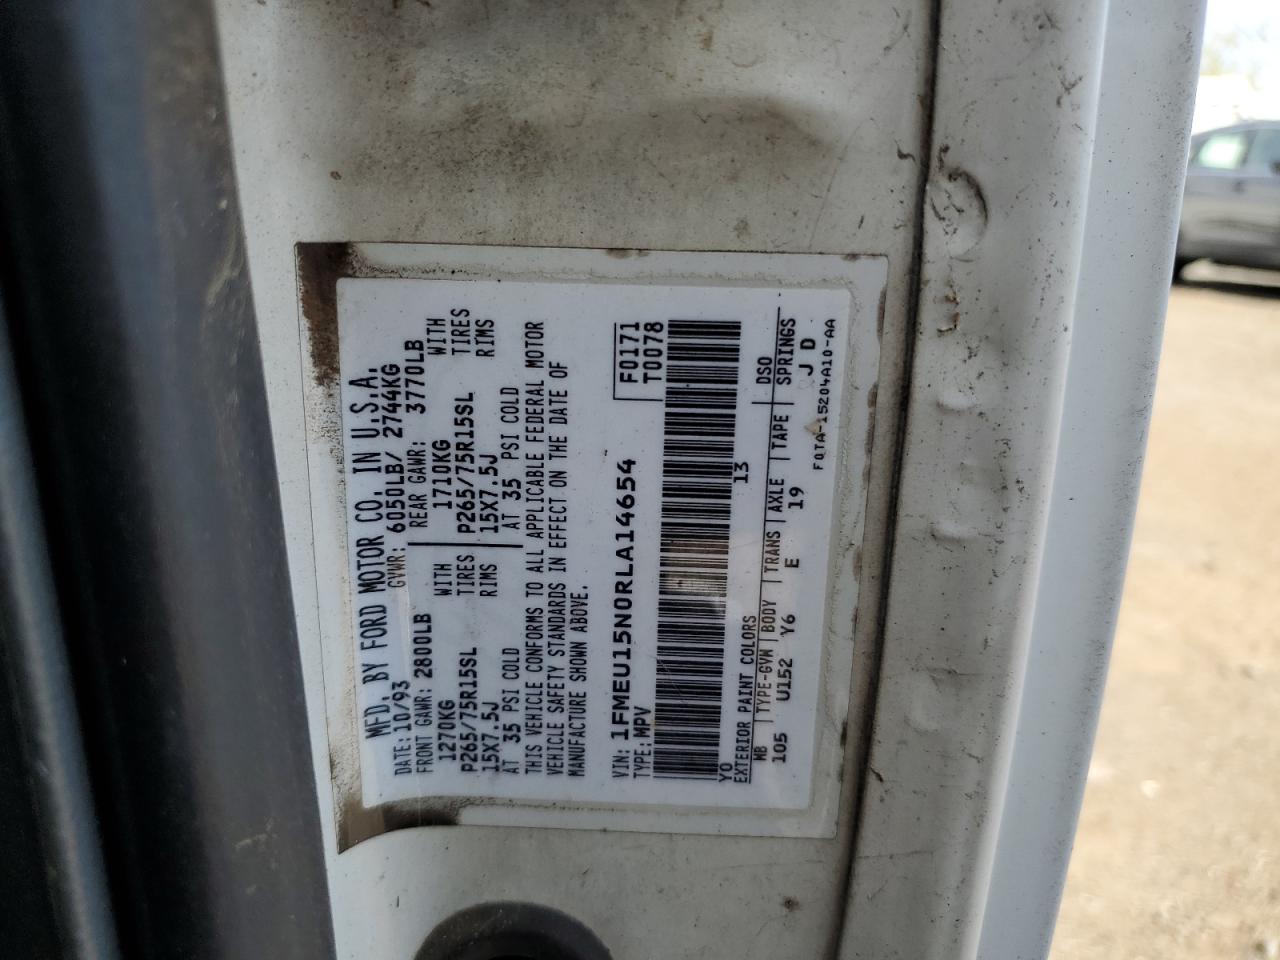 MFD. BY FORD MOTOR CO. IN U.S.A.
DATE: 10/93 GVWR: 6050LB/ 2744KG
FRONT GAWR: 2800LB REAR GAWR: 3770LB
1270KG WITH 1710KG WITH
P265/75R15SL TIRES P265/75R15SL TIRES
15X7.5J RIMS 15X7.5J RIMS
AT 35 PSI COLD AT 35 PSI COLD
THIS VEHICLE CONFORMS TO ALL APPLICABLE FEDERAL MOTOR
VEHICLE SAFETY STANDARDS IN EFFECT ON THE DATE OF
MANUFACTURE SHOWN ABOVE.
VIN: 1FMEU15N0RLA14654 F0171
TYPE: MPV T0078
YO 13
EXTERIOR PAINT COLORS DSO
MB TYPE-GVW BODY TRANS AXLE TAPE SPRINGS
105 U152 Y6 E 19 J D
FOTA-15204A10-AA